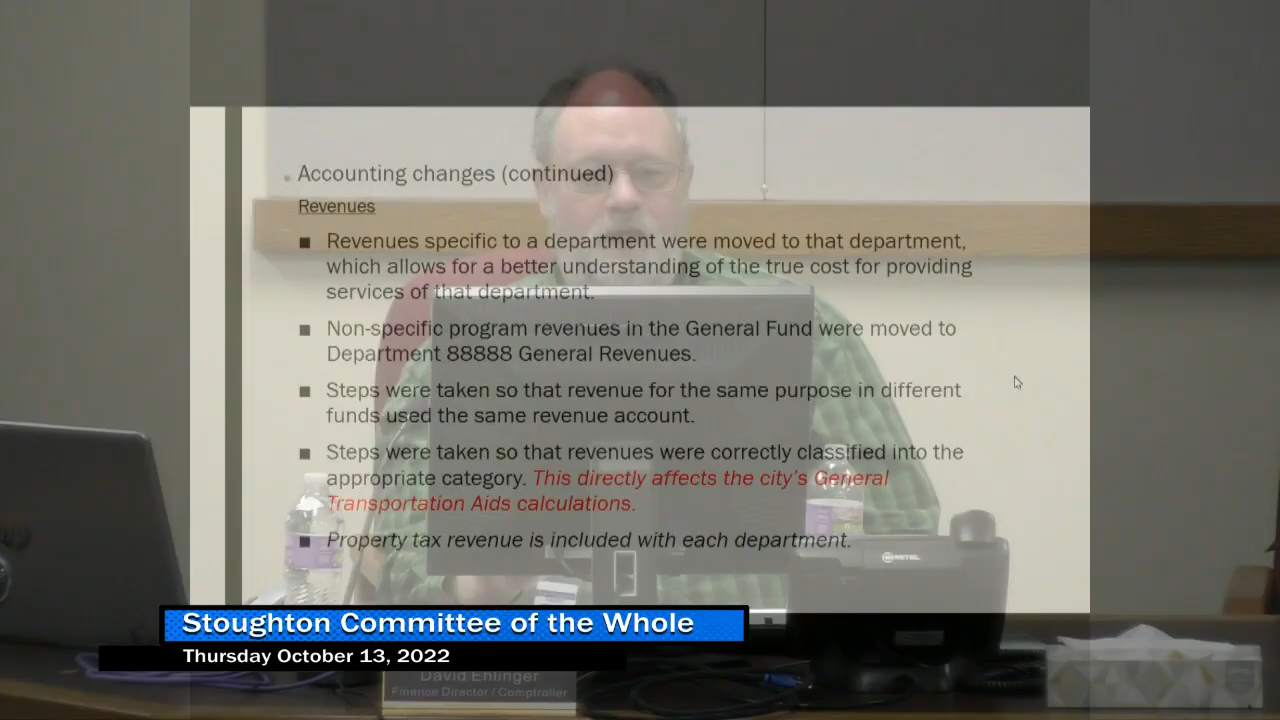 Accounting changes (continued)
Revenues
■ Revenues specific to a department were moved to that department,
which allows for a better understanding of the true cost for providing
services of that department.
■ Non-specific program revenues in the General Fund were moved to
Department 88888 General Revenues.
■ Steps were taken so that revenue for the same purpose in different
funds used the same revenue account.
■ Steps were taken so that revenues were correctly classified into the
appropriate category. This directly affects the city's General
Transportation Aids calculations.
■ Property tax revenue is included with each department.
MITEL
Stoughton Committee of the Whole
Thursday October 13, 2022
David Ehlinger
Finance Director / Comptroller